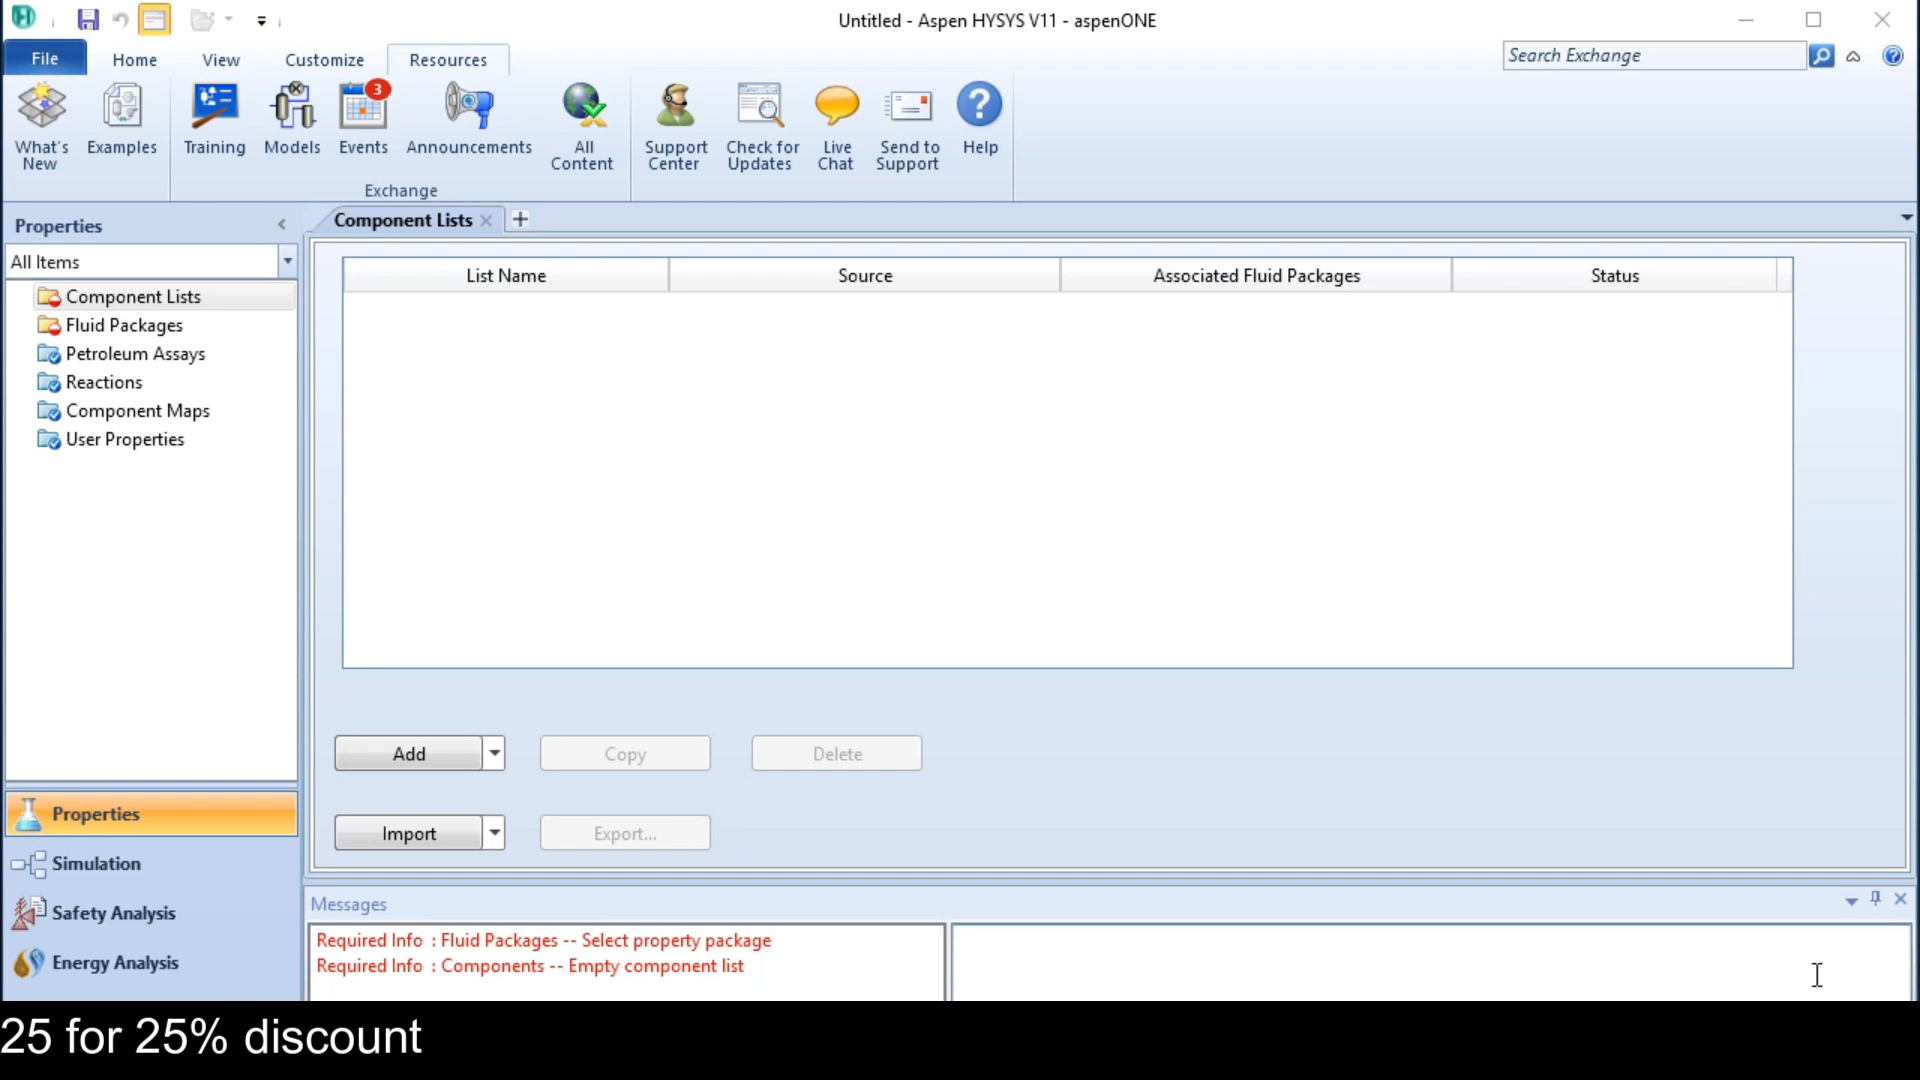 Untitled - Aspen HYSYS V11 - aspenONE
File
Home
View
Customize
Resources
Search Exchange
What's New
Examples
Training
Models
3
Events
Announcements
All Content
Support Center
Check for Updates
Live Chat
Send to Support
Help
Exchange
Properties
All Items
Component Lists
Fluid Packages
Petroleum Assays
Reactions
Component Maps
User Properties
Properties
Simulation
Safety Analysis
Energy Analysis
Component Lists
List Name
Source
Associated Fluid Packages
Status
Add
Copy
Delete
Import
Export...
Messages
Required Info : Fluid Packages -- Select property package
Required Info : Components -- Empty component list
25 for 25% discount